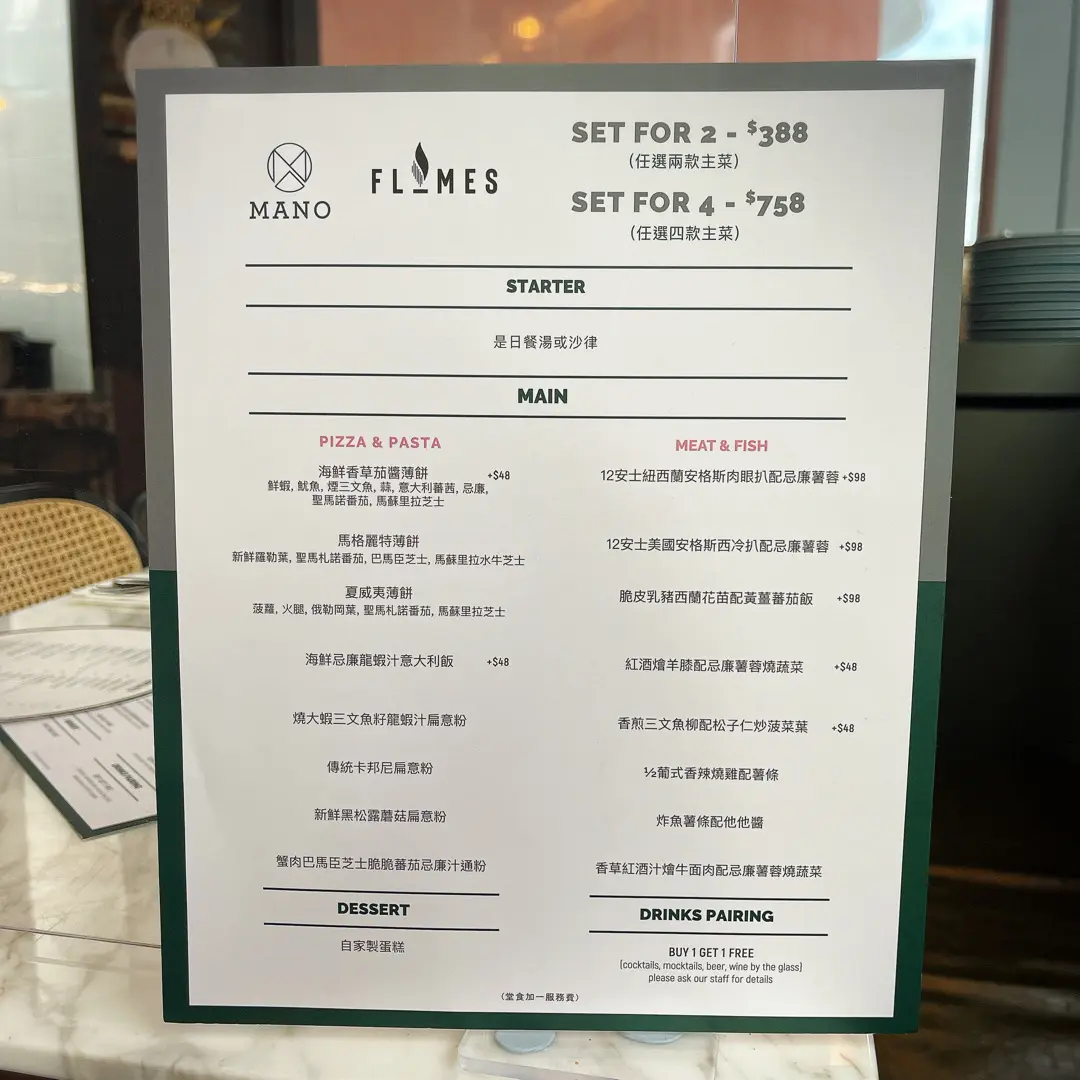 MANO
FLAMES
SET FOR 2 - $388
(任選兩款主菜)
SET FOR 4 - $758
(任選四款主菜)
STARTER
是日餐湯或沙律
MAIN
PIZZA & PASTA
海鮮香草茄醬薄餅 +$48
鮮蝦, 魷魚, 煙三文魚, 蒜, 意大利蕃茜, 忌廉,
聖馬諾番茄, 馬蘇里拉芝士
馬格麗特薄餅
新鮮羅勒葉, 聖馬札諾番茄, 巴馬臣芝士, 馬蘇里拉水牛芝士
夏威夷薄餅
菠蘿, 火腿, 俄勒岡葉, 聖馬札諾番茄, 馬蘇里拉芝士
海鮮忌廉龍蝦汁意大利飯 +$48
燒大蝦三文魚籽龍蝦汁扁意粉
傳統卡邦尼扁意粉
新鮮黑松露蘑菇扁意粉
蟹肉巴馬臣芝士脆脆蕃茄忌廉汁通粉
MEAT & FISH
12安士紐西蘭安格斯肉眼扒配忌廉薯蓉 +$98
12安士美國安格斯西冷扒配忌廉薯蓉 +$98
脆皮乳豬西蘭花苗配黃薑蕃茄飯 +$98
紅酒燴羊膝配忌廉薯蓉燒蔬菜 +$48
香煎三文魚柳配松子仁炒菠菜葉 +$48
½葡式香辣燒雞配薯條
炸魚薯條配他他醬
香草紅酒汁燴牛面肉配忌廉薯蓉燒蔬菜
DESSERT
自家製蛋糕
DRINKS PAIRING
BUY 1 GET 1 FREE
(cocktails, mocktails, beer, wine by the glass)
please ask our staff for details
(堂食加一服務費)